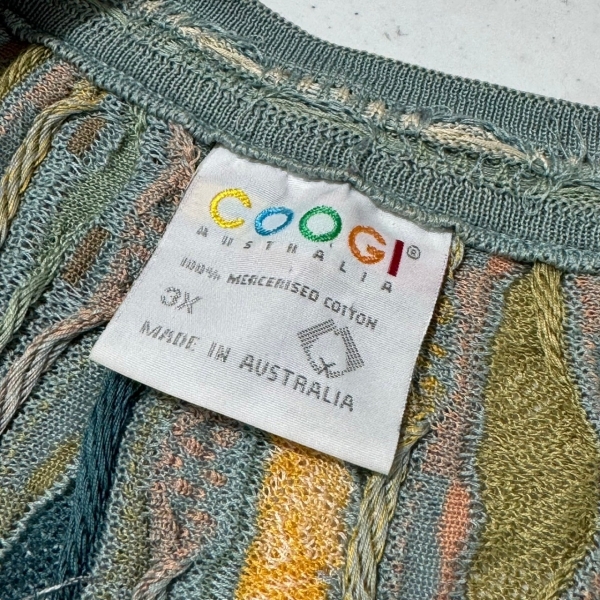 COOGI®
AUSTRALIA
100% MERCERISED COTTON
3X
MADE IN AUSTRALIA